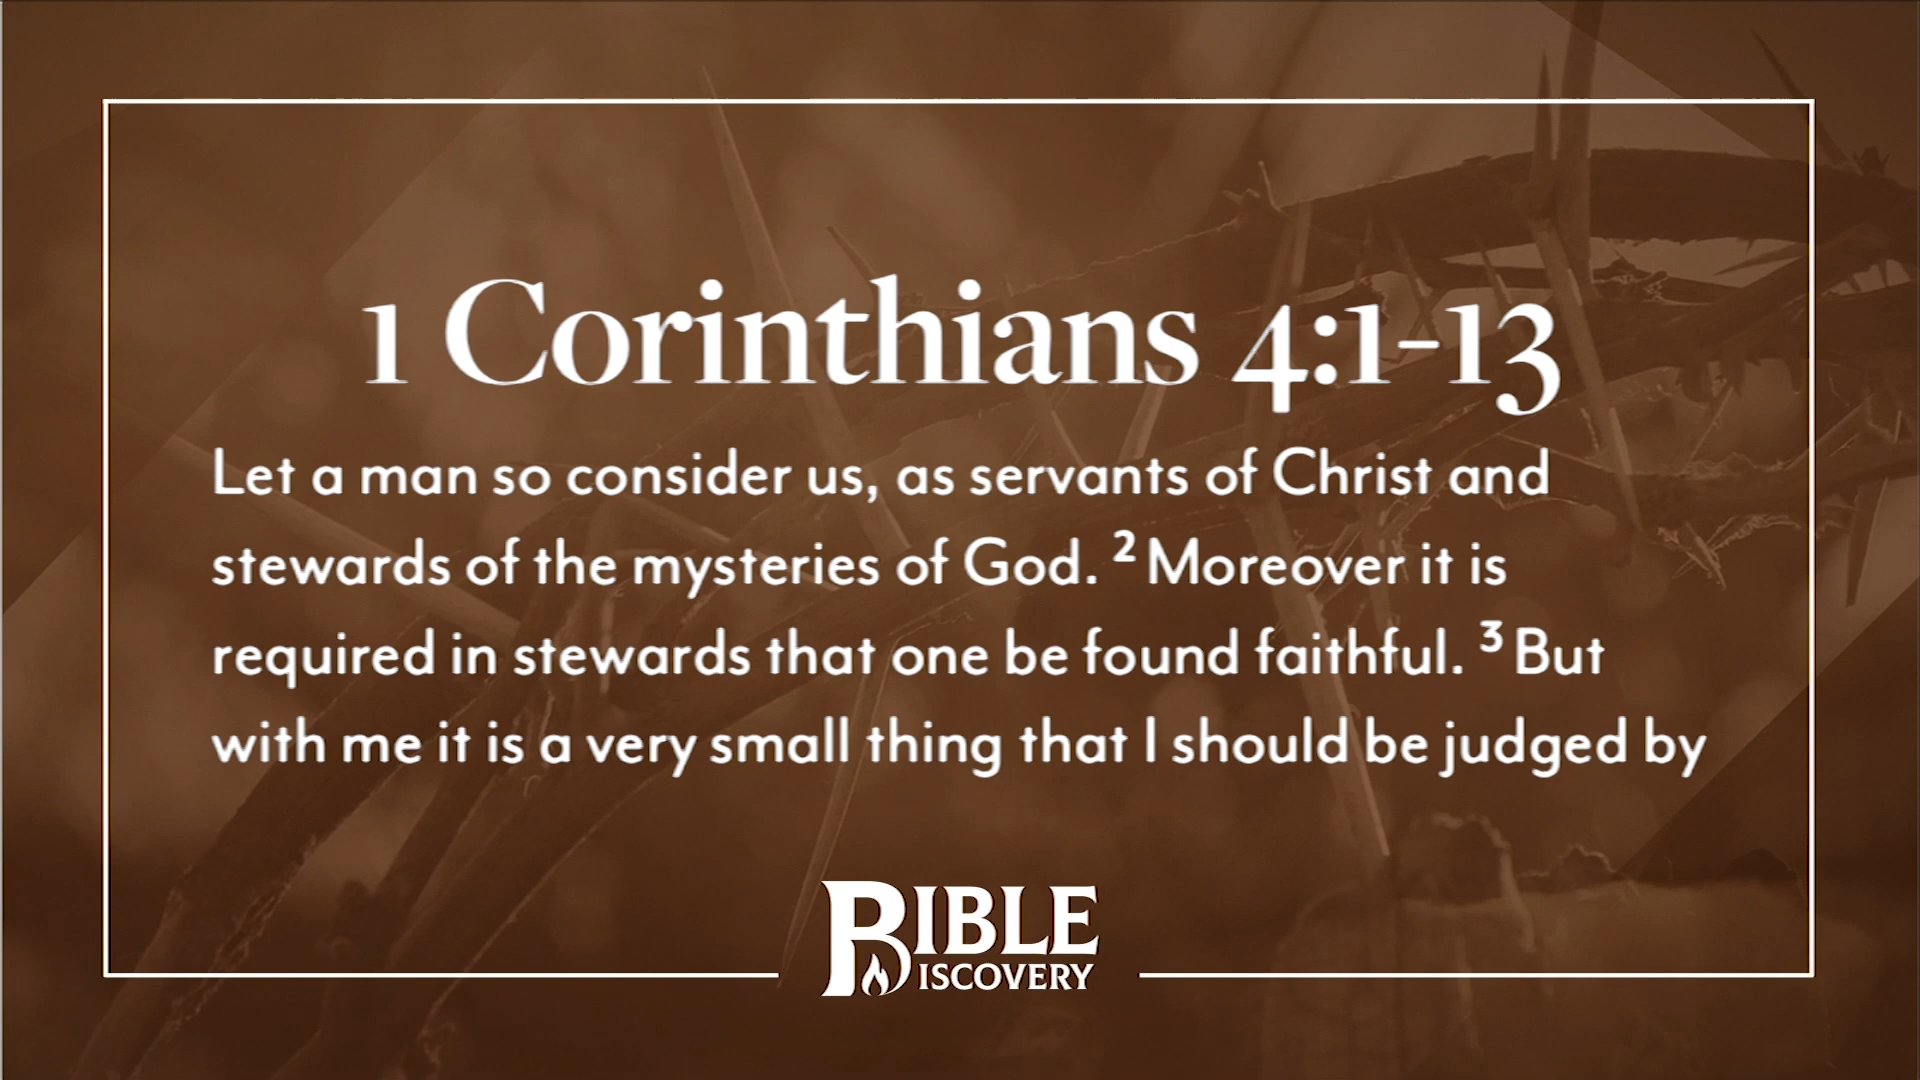 1 Corinthians 4:1-13
Let a man so consider us, as servants of Christ and
stewards of the mysteries of God. ² Moreover it is
required in stewards that one be found faithful. ³ But
with me it is a very small thing that I should be judged by
BIBLE
DISCOVERY